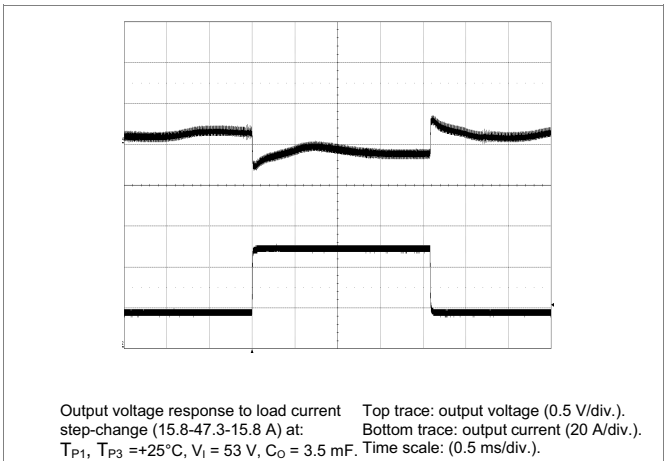 Output voltage response to load current
step-change (15.8-47.3-15.8 A) at:
TP1, TP3 =+25°C, VI = 53 V, CO = 3.5 mF.
Top trace: output voltage (0.5 V/div.).
Bottom trace: output current (20 A/div.).
Time scale: (0.5 ms/div.).